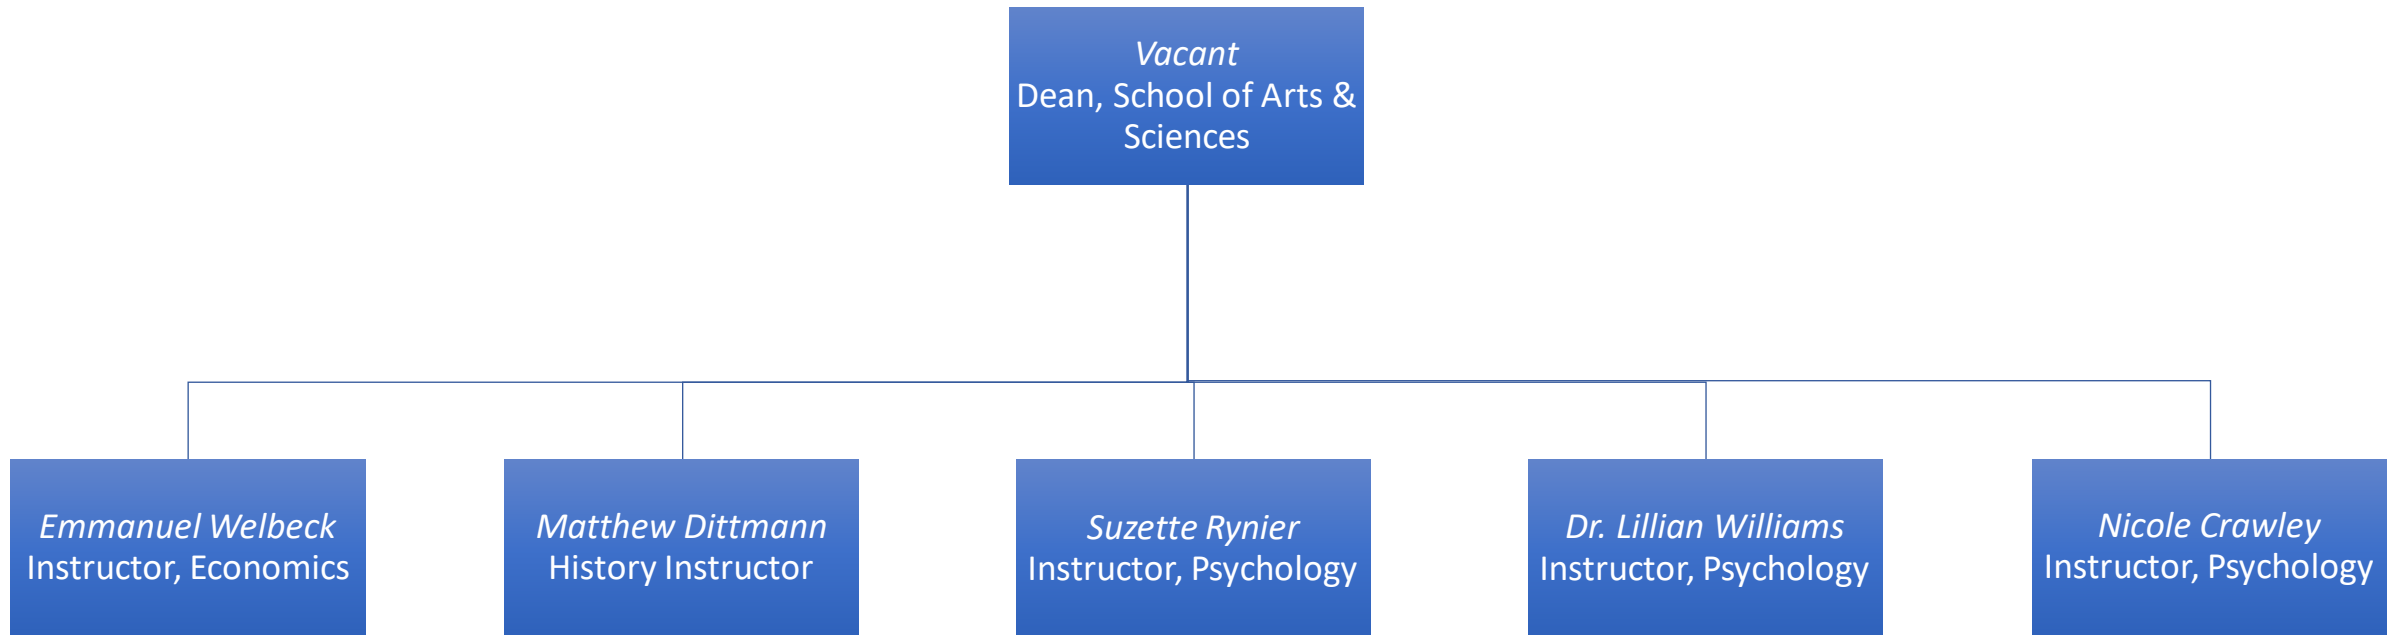 Vacant
Dean, School of Arts &
Sciences
Emmanuel Welbeck
Instructor, Economics
Matthew Dittmann
History Instructor
Suzette Rynier
Instructor, Psychology
Dr. Lillian Williams
Instructor, Psychology
Nicole Crawley
Instructor, Psychology